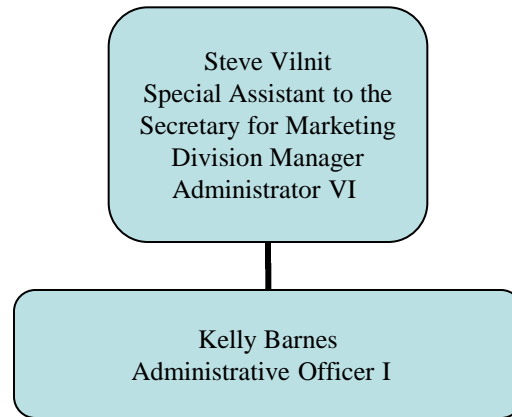 Steve Vilnit
Special Assistant to the
Secretary for Marketing
Division Manager
Administrator VI
Kelly Barnes
Administrative Officer I